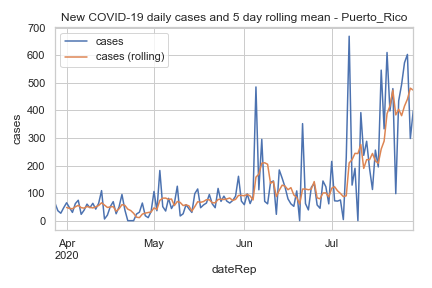 New COVID-19 daily cases and 5 day rolling mean - Puerto_Rico
cases
cases (rolling)
700
600
500
400
300
200
100
0
cases
Apr
2020
May
Jun
Jul
dateRep